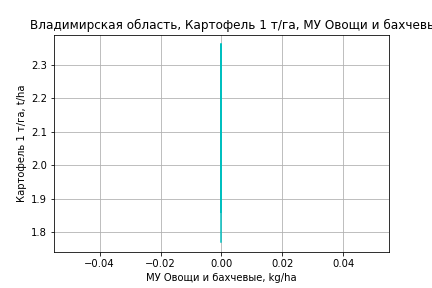 Владимирская область, Картофель 1 т/га, МУ Овощи и бахчевы
2.3
2.2
2.1
2.0
1.9
1.8
Картофель 1 т/га, t/ha
−0.04 −0.02 0.00 0.02 0.04
МУ Овощи и бахчевые, kg/ha